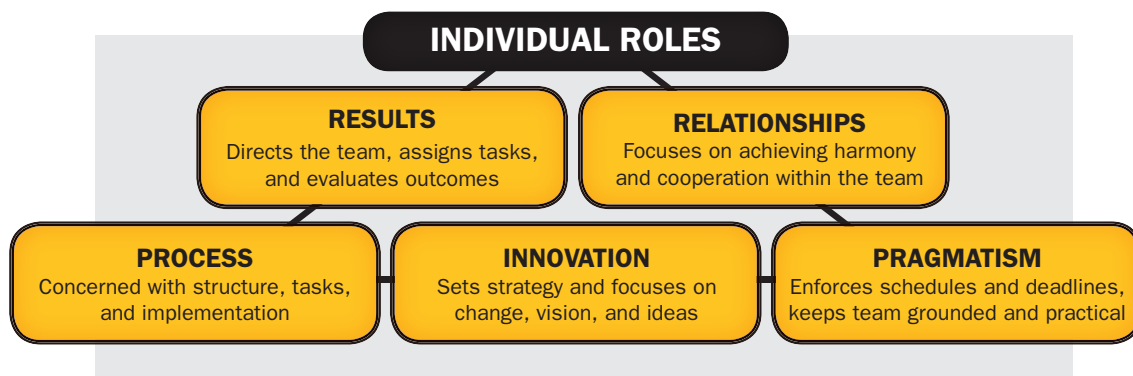 INDIVIDUAL ROLES
RESULTS
Directs the team, assigns tasks,
and evaluates outcomes
RELATIONSHIPS
Focuses on achieving harmony
and cooperation within the team
PROCESS
Concerned with structure, tasks,
and implementation
INNOVATION
Sets strategy and focuses on
change, vision, and ideas
PRAGMATISM
Enforces schedules and deadlines,
keeps team grounded and practical